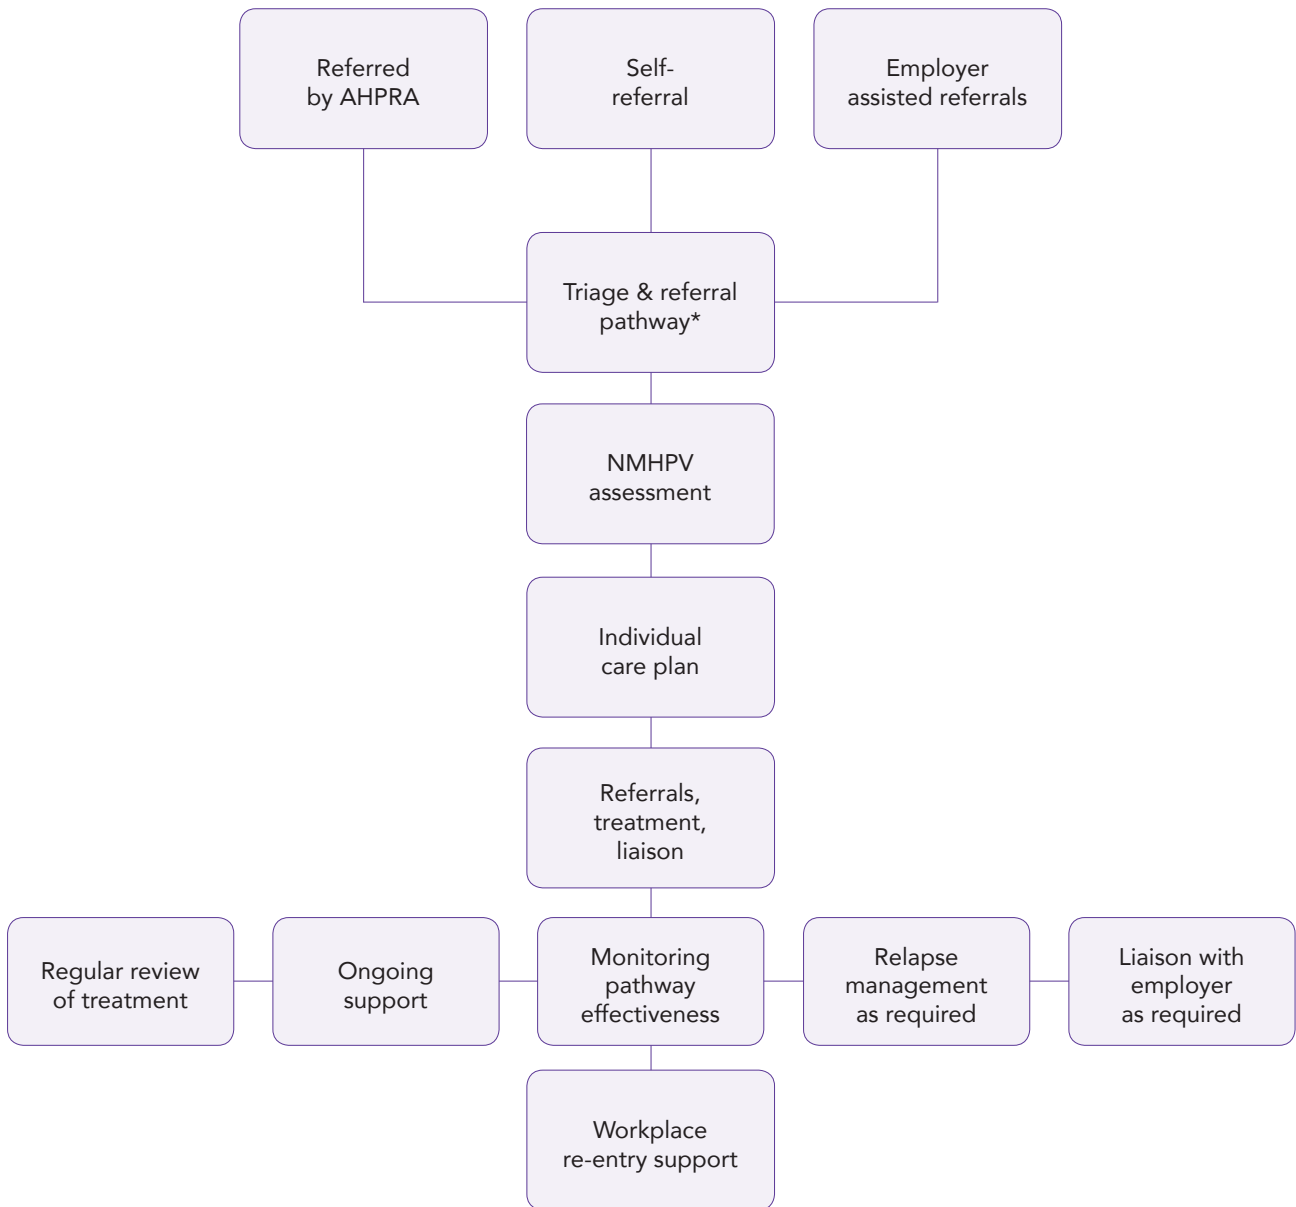 Referred
by AHPRA
Self-
referral
Employer
assisted referrals
Triage & referral
pathway*
NMHPV
assessment
Individual
care plan
Referrals,
treatment,
liaison
Regular review
of treatment
Ongoing
support
Monitoring
pathway
effectiveness
Relapse
management
as required
Liaison with
employer
as required
Workplace
re-entry support